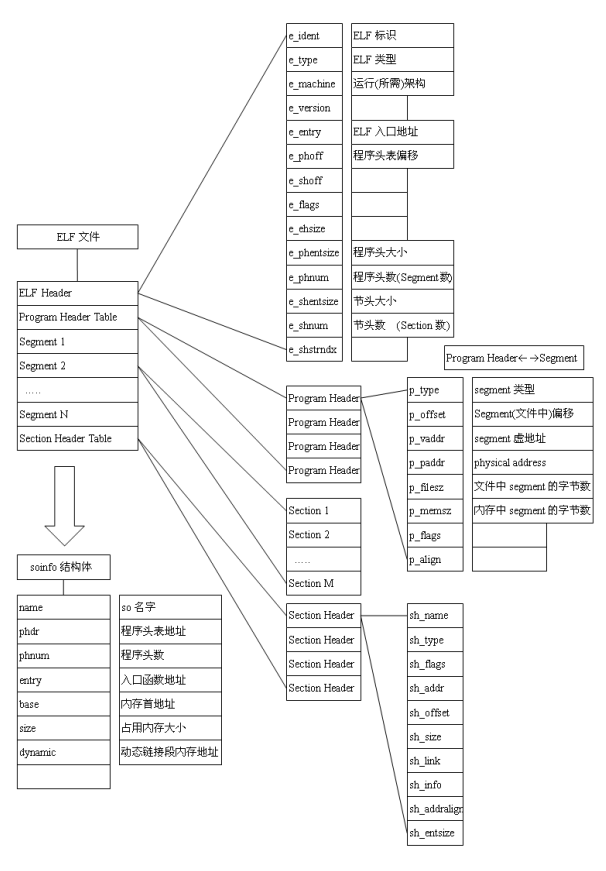 e_ident ELF 标识
e_type ELF 类型
e_machine 运行(所需)架构
e_version
e_entry ELF 入口地址
e_phoff 程序头表偏移
e_shoff
e_flags
e_ehsize
e_phentsize 程序头大小
e_phnum 程序头数(Segment数)
e_shentsize 节头大小
e_shnum 节头数 (Section 数)
e_shstrndx
ELF 文件
ELF Header
Program Header Table
Segment 1
Segment 2
.....
Segment N
Section Header Table
Program Header←→Segment
Program Header
Program Header
Program Header
Program Header
p_type segment 类型
p_offset Segment(文件中)偏移
p_vaddr segment 虚地址
p_paddr physical address
p_filesz 文件中 segment 的字节数
p_memsz 内存中 segment 的字节数
p_flags
p_align
Section 1
Section 2
.....
Section M
soinfo 结构体
name so 名字
phdr 程序头表地址
phnum 程序头数
entry 入口函数地址
base 内存首地址
size 占用内存大小
dynamic 动态链接段内存地址
Section Header
Section Header
Section Header
Section Header
sh_name
sh_type
sh_flags
sh_addr
sh_offset
sh_size
sh_link
sh_info
sh_addralign
sh_entsize